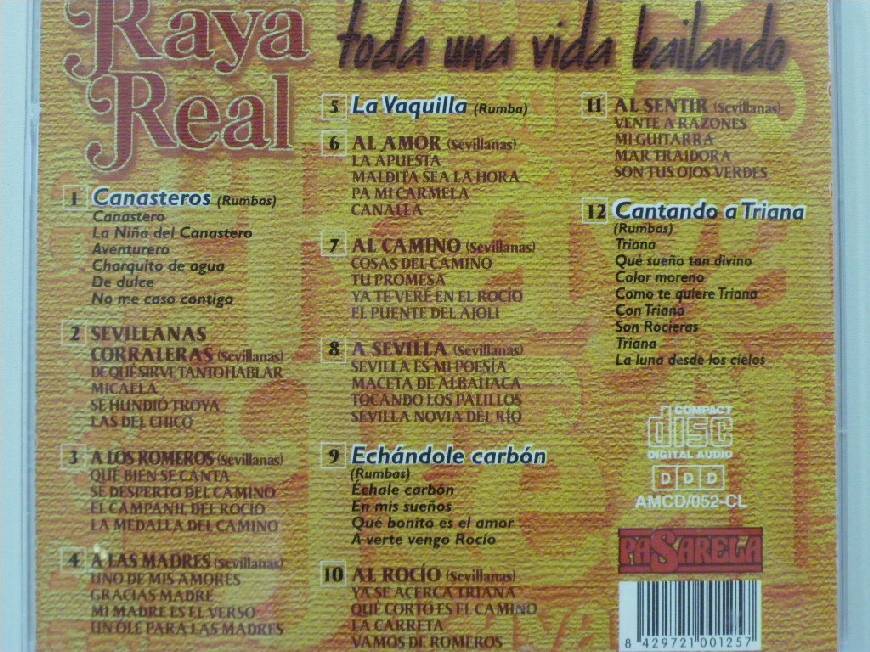 Raya
Real
toda una vida bailando
1 Canasteros (Rumbas)
Canastero
La Niña del Canastero
Aventurero
Charquito de agua
De dulce
No me caso contigo
2 SEVILLANAS
CORRALERAS (Sevillanas)
DE QUÉ SIRVE TANTO HABLAR
MICAELA
SE HUNDIÓ TROYA
LAS DEL CHICO
3 A LOS ROMEROS (Sevillanas)
QUÉ BIEN SE CANTA
SE DESPERTO DEL CAMINO
EL CAMPANIL DEL ROCÍO
LA MEDALLA DEL CAMINO
4 A LAS MADRES (Sevillanas)
UNO DE MIS AMORES
GRACIAS MADRE
MI MADRE ES EL VERSO
UN OLE PARA LAS MADRES
5 La Vaquilla (Rumba)
6 AL AMOR (Sevillanas)
LA APUESTA
MALDITA SEA LA HORA
PA MI CARMELA
CANALLA
7 AL CAMINO (Sevillanas)
COSAS DEL CAMINO
TU PROMESA
YA TE VERÉ EN EL ROCÍO
EL PUENTE DEL AJOLI
8 A SEVILLA (Sevillanas)
SEVILLA ES MI POESÍA
MACETA DE ALBAHACA
TOCANDO LOS PALILLOS
SEVILLA NOVIA DEL RÍO
9 Echándole carbón
(Rumbas)
Échale carbón
En mis sueños
Qué bonito es el amor
A verte vengo Rocío
10 AL ROCÍO (Sevillanas)
YA SE ACERCA TRIANA
QUÉ CORTO ES EL CAMINO
LA CARRETA
VAMOS DE ROMEROS
11 AL SENTIR (Sevillanas)
VENTE A RAZONES
MI GUITARRA
MAR TRAIDORA
SON TUS OJOS VERDES
12 Cantando a Triana
(Rumbas)
Triana
Qué sueño tan divino
Color moreno
Como te quiere Triana
Con Triana
Son Rocieras
Triana
La luna desde los cielos
COMPACT
disc
DIGITAL AUDIO
D D D
AMCD/052-CL
PASARELA
8 429721 001257